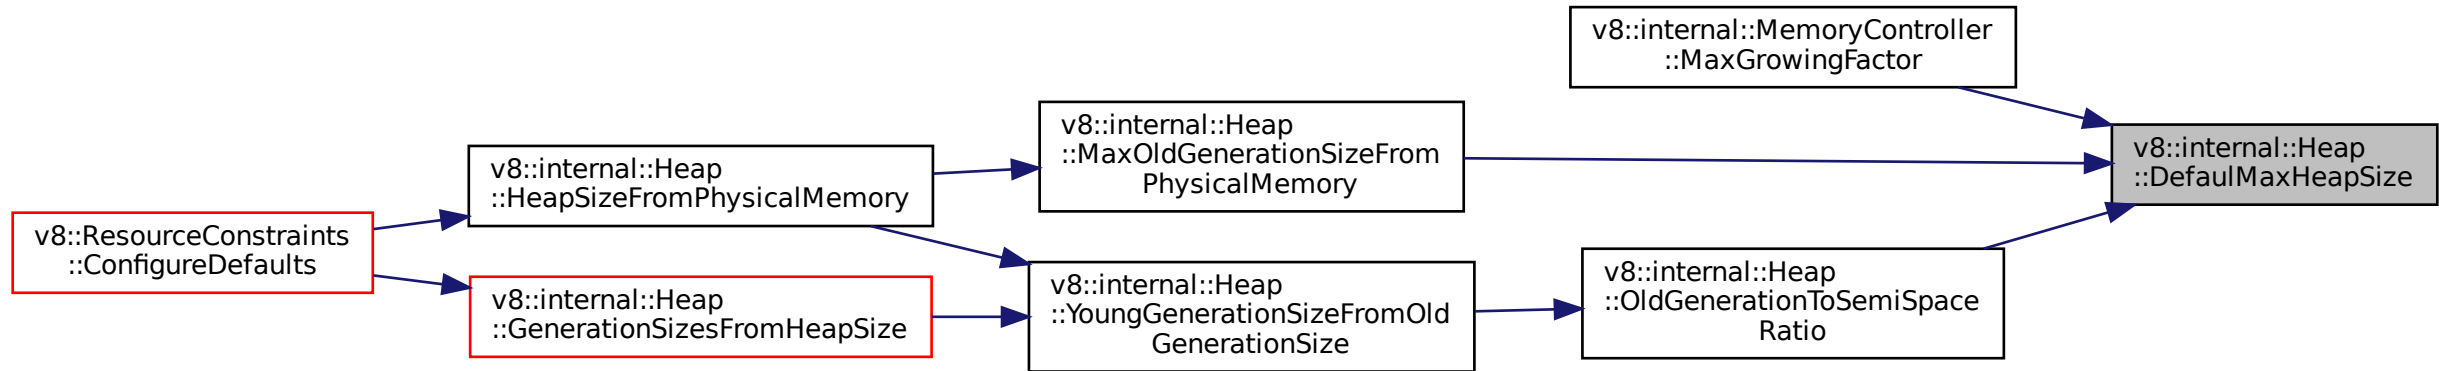 v8::internal::MemoryController
::MaxGrowingFactor
v8::internal::Heap
::MaxOldGenerationSizeFrom
PhysicalMemory
v8::internal::Heap
::DefaulMaxHeapSize
v8::internal::Heap
::HeapSizeFromPhysicalMemory
v8::ResourceConstraints
::ConfigureDefaults
v8::internal::Heap
::GenerationSizesFromHeapSize
v8::internal::Heap
::YoungGenerationSizeFromOld
GenerationSize
v8::internal::Heap
::OldGenerationToSemiSpace
Ratio